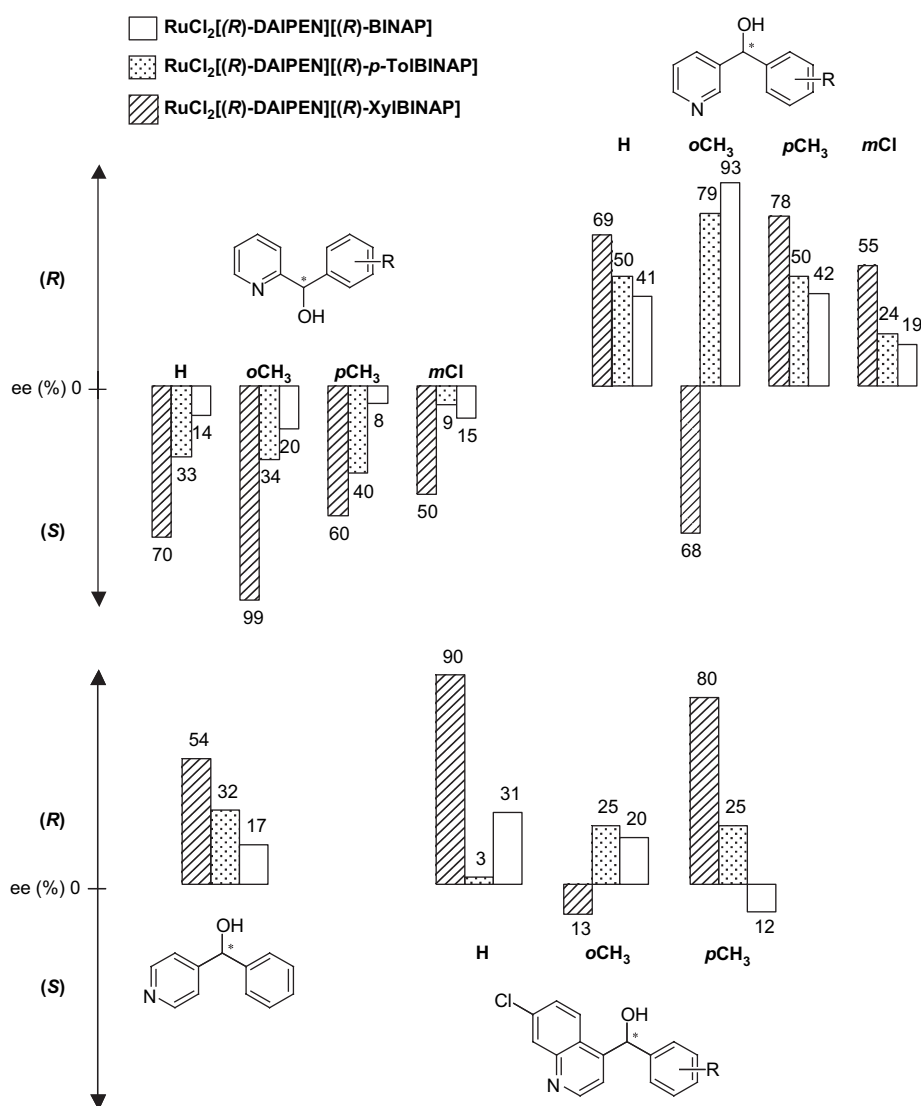 RuCl₂[(R)-DAIPEN][(R)-BINAP]
RuCl₂[(R)-DAIPEN][(R)-p-TolBINAP]
RuCl₂[(R)-DAIPEN][(R)-XylBINAP]
OH
*
N
R
H oCH₃ pCH₃ mCl
69 50 41
79 93
68
78 50 42
55 24 19
(R)
N
*
OH
R
ee (%) 0
H oCH₃ pCH₃ mCl
70 33 14
99 34 20
60 40 8
50 9 15
(S)
54 32 17
90 3 31
13 25 20
80 25 12
(R)
ee (%) 0
(S)
OH
*
N
H oCH₃ pCH₃
Cl
OH
*
N
R